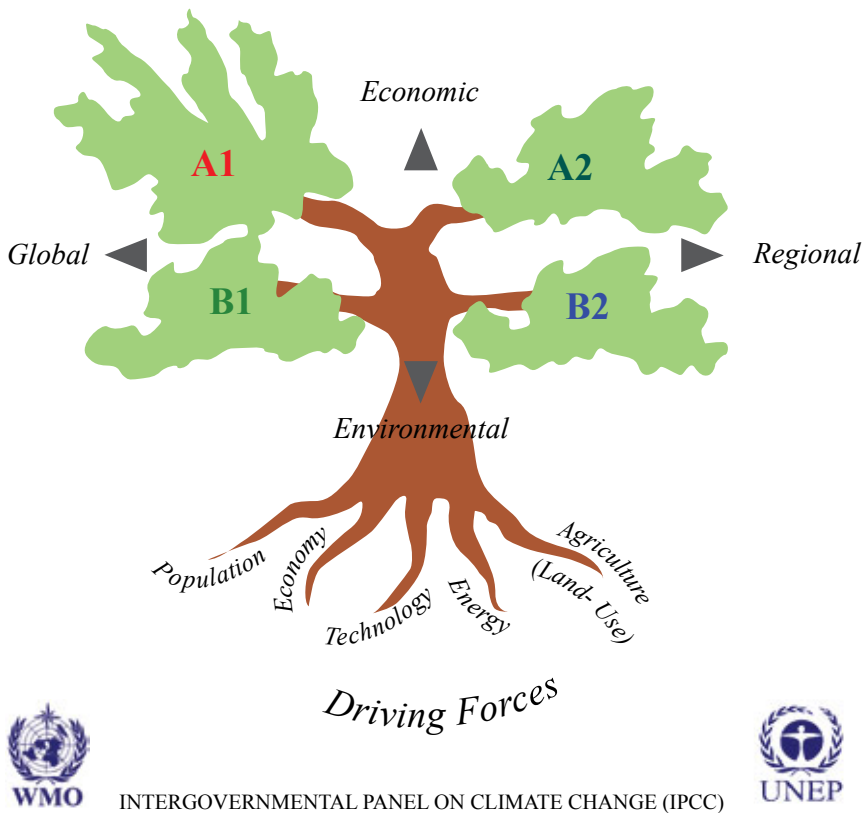 Economic
A1
A2
Global
Regional
B1
B2
Environmental
Population
Economy
Technology
Energy
Agriculture
(Land- Use)
Driving Forces
WMO
INTERGOVERNMENTAL PANEL ON CLIMATE CHANGE (IPCC)
UNEP